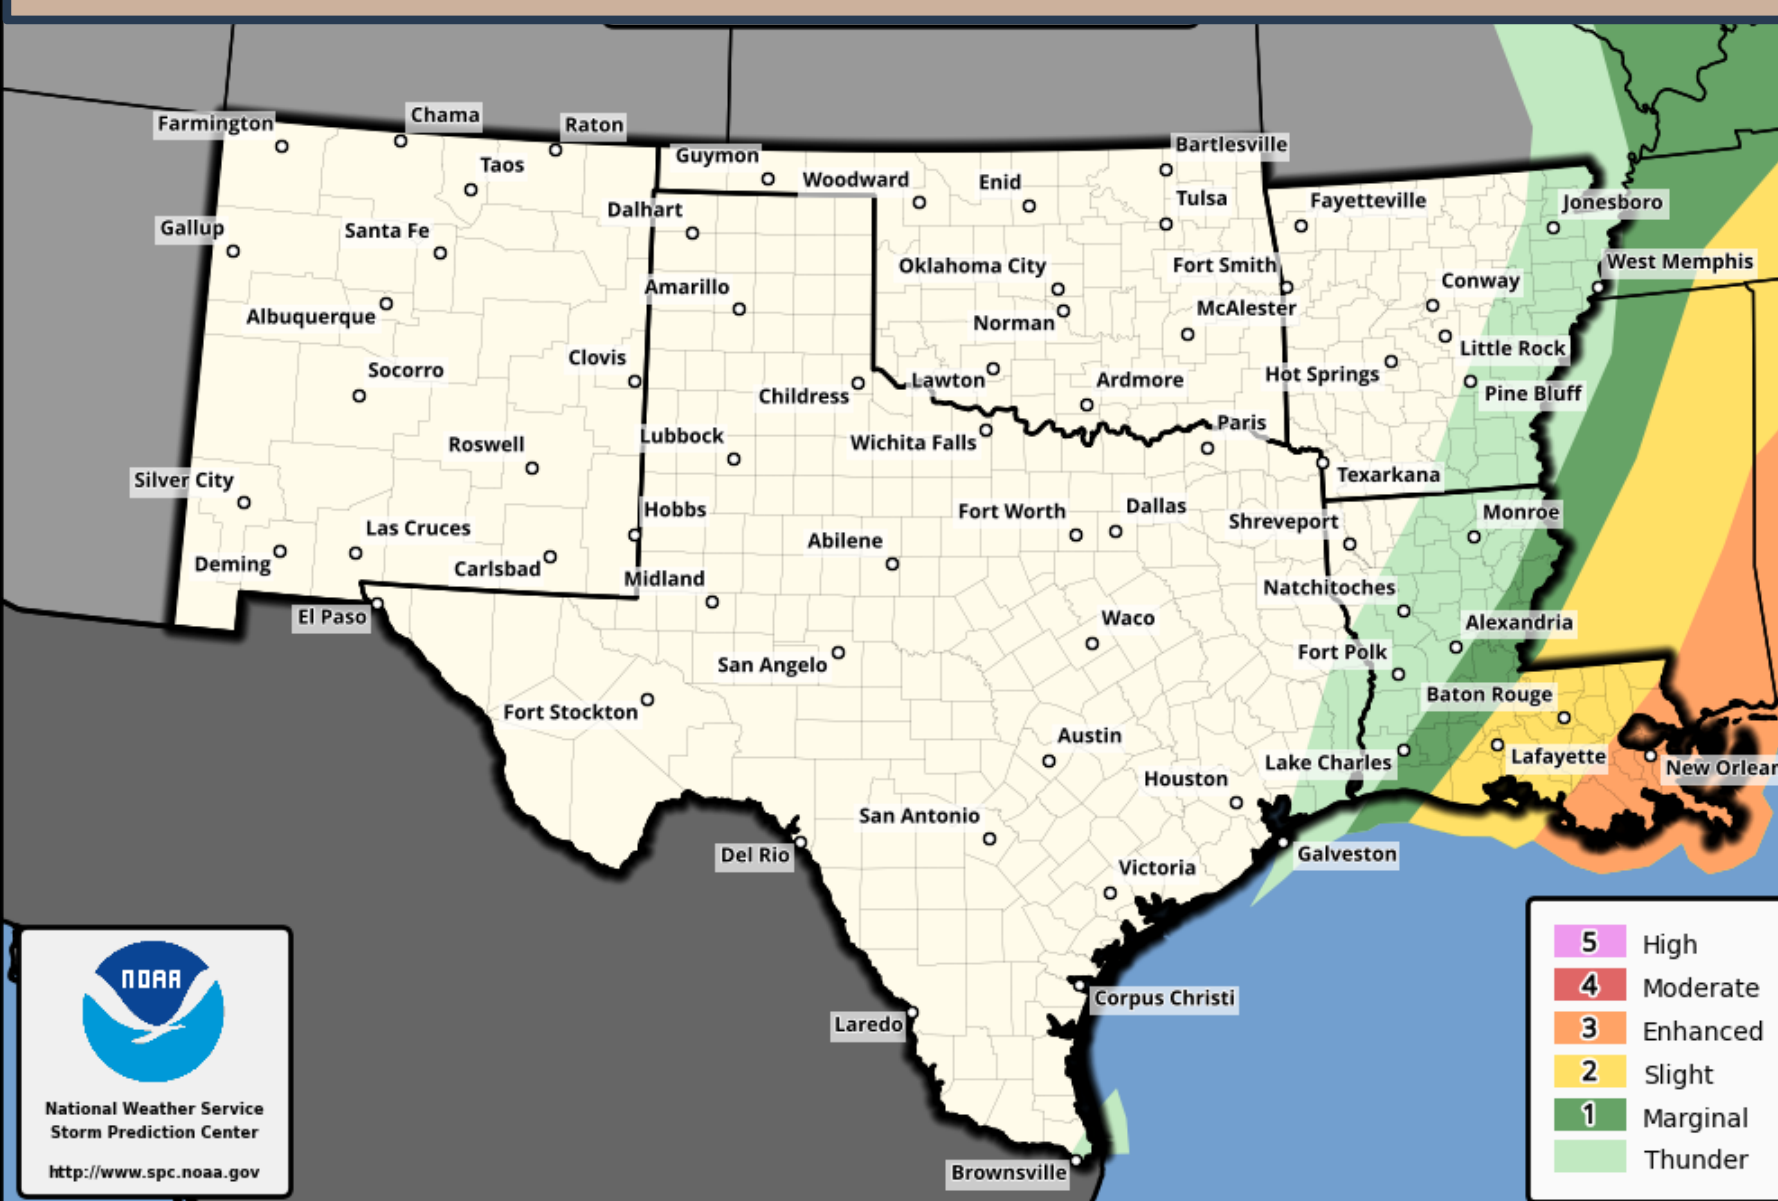 Chama
Farmington
Raton
Bartlesville
Guymon
Taos
Woodward
Enid
Tulsa
Fayetteville
Jonesboro
Dalhart
Gallup
Santa Fe
Oklahoma City
Fort Smith
West Memphis
Amarillo
Conway
McAlester
Albuquerque
Norman
Little Rock
Clovis
Socorro
Hot Springs
Lawton
Ardmore
Childress
Pine Bluff
Paris
Lubbock
Wichita Falls
Roswell
Texarkana
Silver City
Hobbs
Fort Worth
Dallas
Monroe
Shreveport
Las Cruces
Abilene
Deming
Carlsbad
Midland
Natchitoches
El Paso
Waco
Alexandria
Fort Polk
San Angelo
Baton Rouge
Fort Stockton
Austin
Lafayette
Lake Charles
New Orlean
Houston
San Antonio
Del Rio
Galveston
Victoria
Corpus Christi
Laredo
Brownsville
NOAA
National Weather Service
Storm Prediction Center
http://www.spc.noaa.gov
5 High
4 Moderate
3 Enhanced
2 Slight
1 Marginal
Thunder